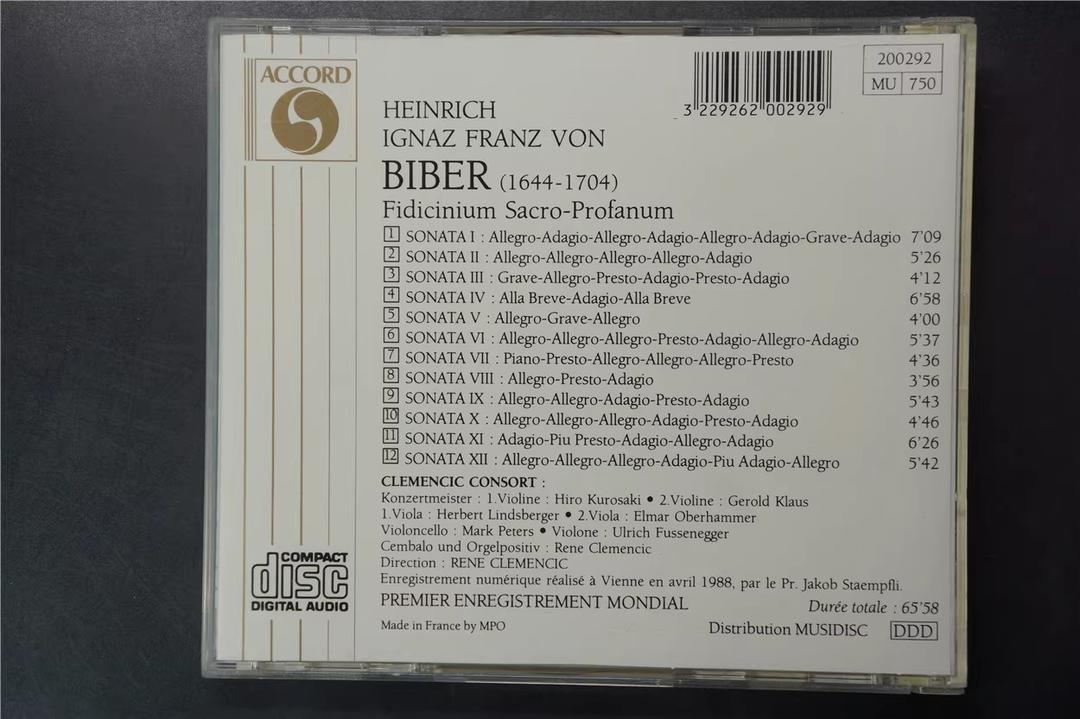 ACCORD
200292
MU 750
3 229262 002929
HEINRICH
IGNAZ FRANZ VON
BIBER (1644-1704)
Fidicinium Sacro-Profanum
1 SONATA I : Allegro-Adagio-Allegro-Adagio-Allegro-Adagio-Grave-Adagio 7'09
2 SONATA II : Allegro-Allegro-Allegro-Allegro-Adagio 5'26
3 SONATA III : Grave-Allegro-Presto-Adagio-Presto-Adagio 4'12
4 SONATA IV : Alla Breve-Adagio-Alla Breve 6'58
5 SONATA V : Allegro-Grave-Allegro 4'00
6 SONATA VI : Allegro-Allegro-Allegro-Presto-Adagio-Allegro-Adagio 5'37
7 SONATA VII : Piano-Presto-Allegro-Allegro-Allegro-Presto 4'36
8 SONATA VIII : Allegro-Presto-Adagio 3'56
9 SONATA IX : Allegro-Allegro-Adagio-Presto-Adagio 5'43
10 SONATA X : Allegro-Allegro-Allegro-Adagio-Presto-Adagio 4'46
11 SONATA XI : Adagio-Piu Presto-Adagio-Allegro-Adagio 6'26
12 SONATA XII : Allegro-Allegro-Allegro-Adagio-Piu Adagio-Allegro 5'42
CLEMENCIC CONSORT :
Konzertmeister : 1.Violine : Hiro Kurosaki • 2.Violine : Gerold Klaus
1.Viola : Herbert Lindsberger • 2.Viola : Elmar Oberhammer
Violoncello : Mark Peters • Violone : Ulrich Fussenegger
Cembalo und Orgelpositiv : Rene Clemencic
Direction : RENE CLEMENCIC
Enregistrement numérique réalisé à Vienne en avril 1988, par le Pr. Jakob Staempfli.
PREMIER ENREGISTREMENT MONDIAL Durée totale : 65'58
Made in France by MPO Distribution MUSIDISC DDD
COMPACT
disc
DIGITAL AUDIO